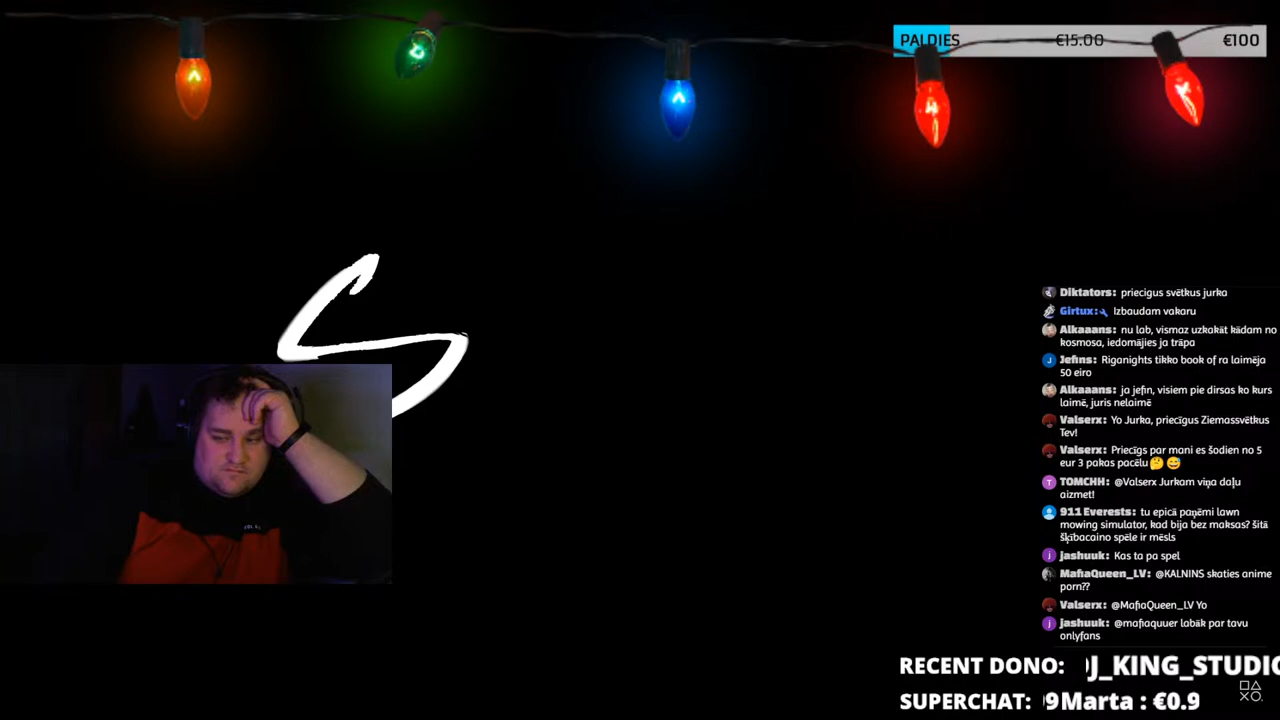 PALDIES €15.00 €100
S
Diktators: priecigus svētkus jurka
Girtux: Izbaudam vakaru
Alkaaans: nu lab, vismaz uzkakāt kādam no
kosmosa, iedomājies ja trāpa
Jefins: Riganights tikko book of ra laimēja
50 eiro
Alkaaans: ja jefin, visiem pie dirsas ko kurs
laimē, juris nelaimē
Valserx: Yo Jurka, priecīgus Ziemassvētkus
Tev!
Valserx: Priecīgs par mani es šodien no 5
eur 3 pakas pacēlu🤔😅
TOMCHH: @Valserx Jurkam viņa daļu
aizmet!
911 Everests: tu epicā paņēmi lawn
mowing simulator, kad bija bez maksas? šitā
šķībacaino spēle ir mēsls
jashuuk: Kas ta pa spel
MafiaQueen_LV: @KALNINS skaties anime
porn??
Valserx: @MafiaQueen_LV Yo
jashuuk: @mafiaquuer labāk par tavu
onlyfans
RECENT DONO: J_KING_STUDIO
SUPERCHAT: 9Marta : €0.9